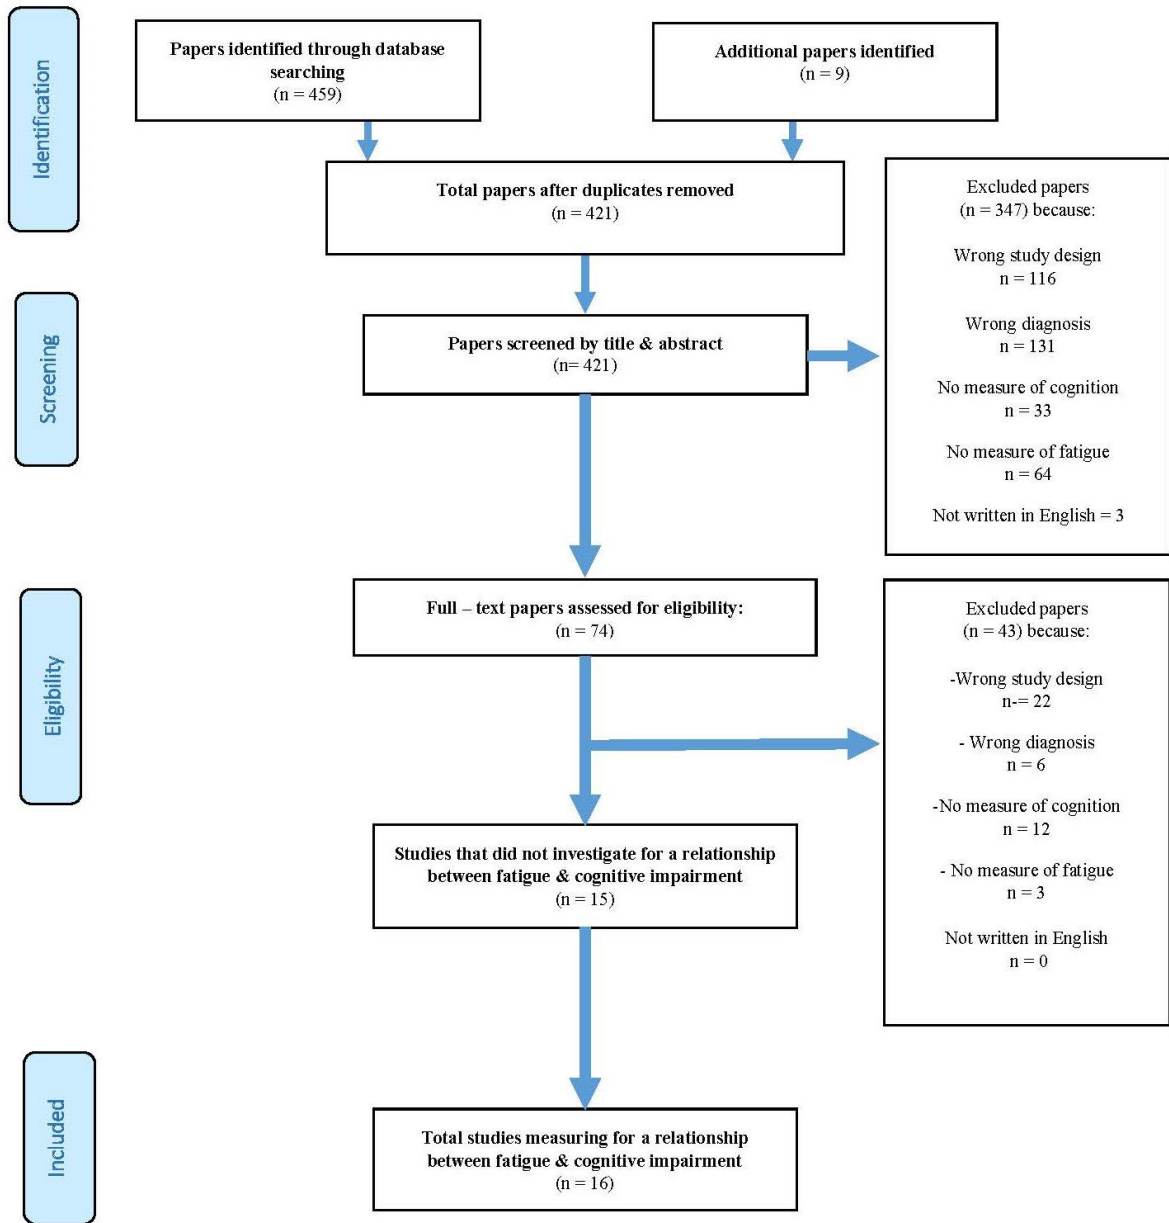 Identification
Papers identified through database
searching
(n = 459)
Additional papers identified
(n = 9)
Total papers after duplicates removed
(n = 421)
Excluded papers
(n = 347) because:
Wrong study design
n = 116
Wrong diagnosis
n = 131
No measure of cognition
n = 33
No measure of fatigue
n = 64
Not written in English = 3
Screening
Papers screened by title & abstract
(n= 421)
Eligibility
Full – text papers assessed for eligibility:
(n = 74)
Excluded papers
(n = 43) because:
-Wrong study design
n-= 22
- Wrong diagnosis
n = 6
-No measure of cognition
n = 12
- No measure of fatigue
n = 3
Not written in English
n = 0
Studies that did not investigate for a relationship
between fatigue & cognitive impairment
(n = 15)
Included
Total studies measuring for a relationship
between fatigue & cognitive impairment
(n = 16)